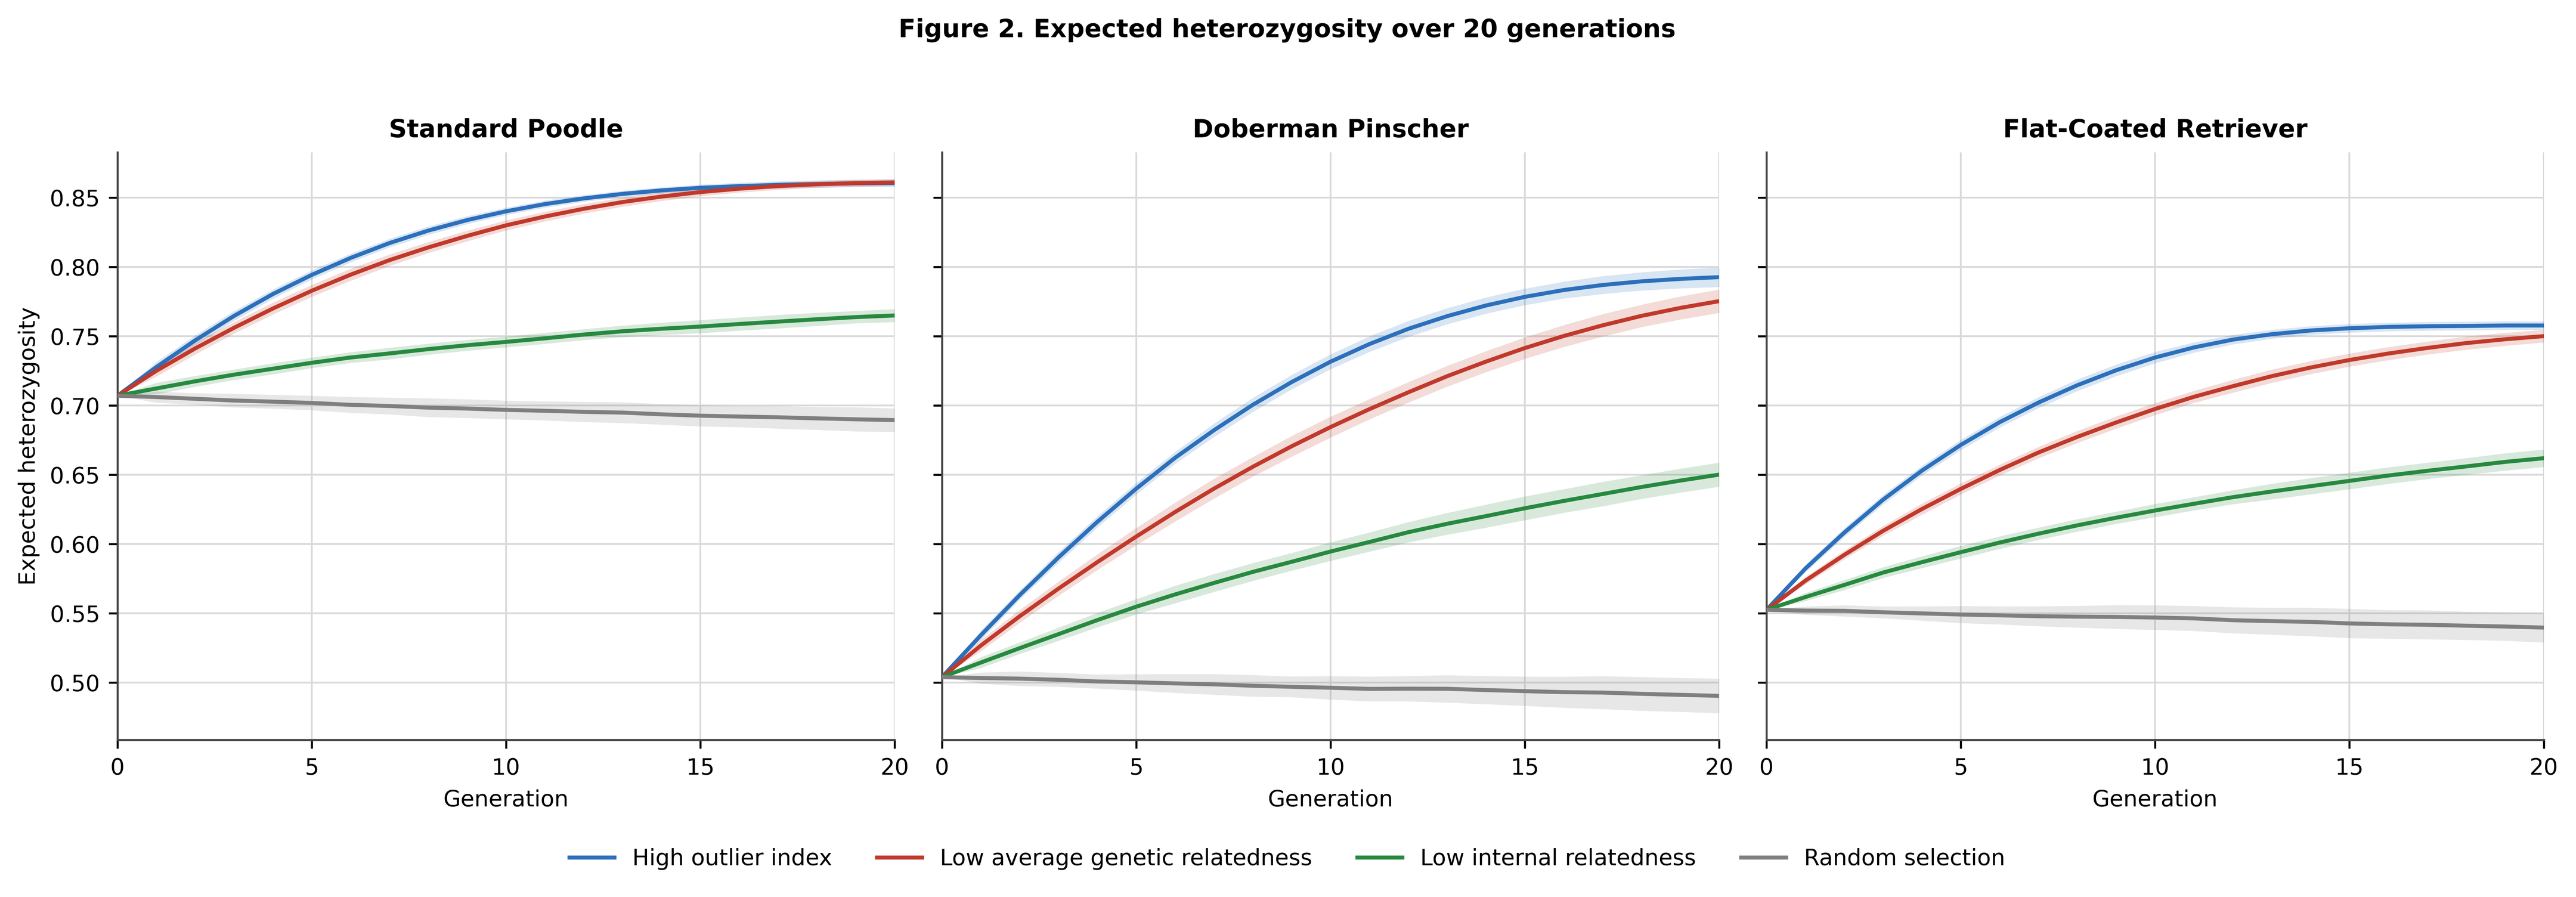 Figure 2. Expected heterozygosity over 20 generations
Standard Poodle
Doberman Pinscher
Flat-Coated Retriever
Expected heterozygosity
0.85
0.80
0.75
0.70
0.65
0.60
0.55
0.50
0 5 10 15 20
0 5 10 15 20
0 5 10 15 20
Generation
Generation
Generation
High outlier index
Low average genetic relatedness
Low internal relatedness
Random selection